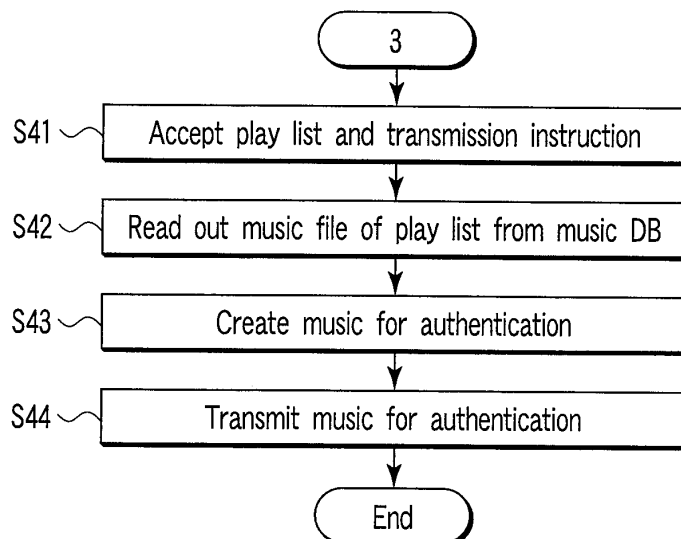 3
S41 Accept play list and transmission instruction
S42 Read out music file of play list from music DB
S43 Create music for authentication
S44 Transmit music for authentication
End